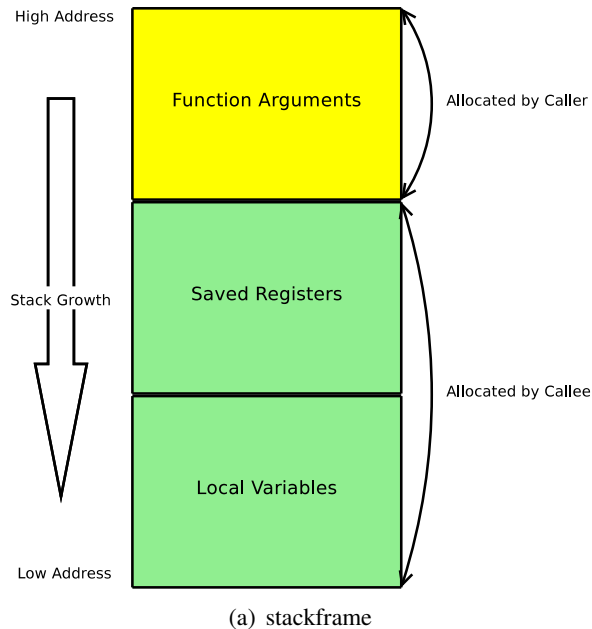 High Address
Function Arguments
Allocated by Caller
Saved Registers
Stack Growth
Allocated by Callee
Local Variables
Low Address
(a) stackframe